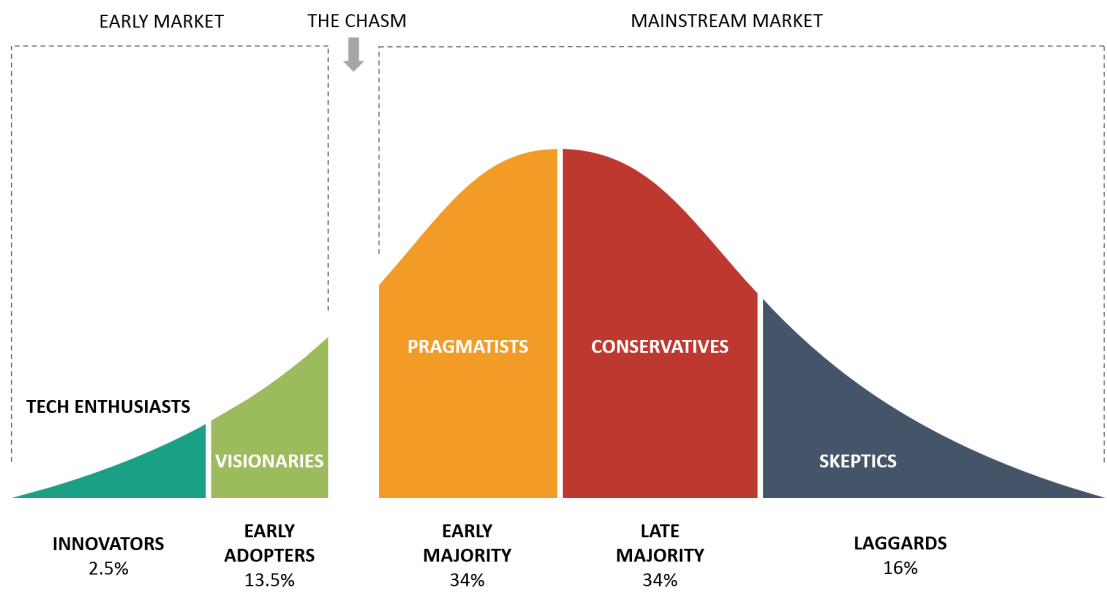 EARLY MARKET
THE CHASM
MAINSTREAM MARKET
PRAGMATISTS
CONSERVATIVES
TECH ENTHUSIASTS
VISIONARIES
SKEPTICS
INNOVATORS
2.5%
EARLY
ADOPTERS
13.5%
EARLY
MAJORITY
34%
LATE
MAJORITY
34%
LAGGARDS
16%